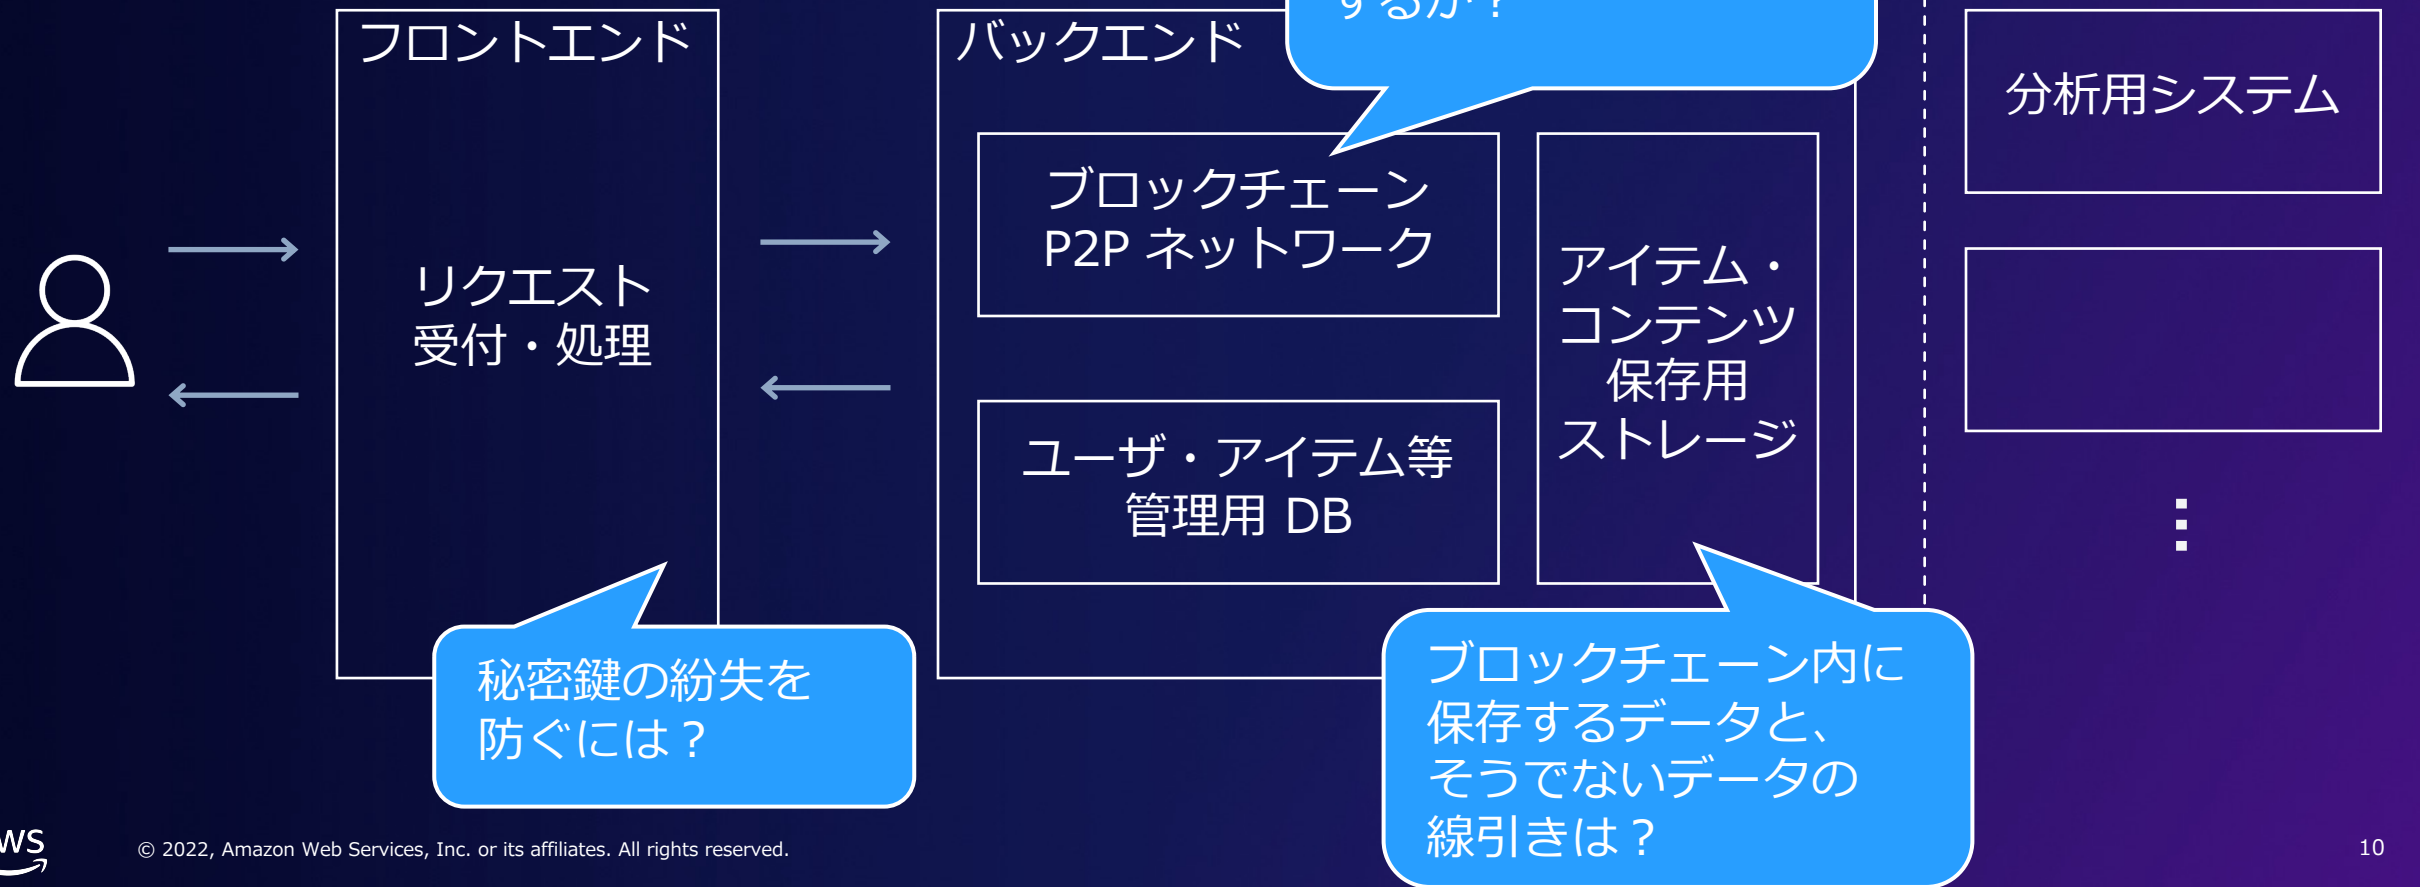 するか？
フロントエンド
リクエスト
受付・処理
秘密鍵の紛失を
防ぐには？
バックエンド
ブロックチェーン
P2P ネットワーク
ユーザ・アイテム等
管理用 DB
アイテム・
コンテンツ
保存用
ストレージ
ブロックチェーン内に
保存するデータと、
そうでないデータの
線引きは？
分析用システム
© 2022, Amazon Web Services, Inc. or its affiliates. All rights reserved.
10